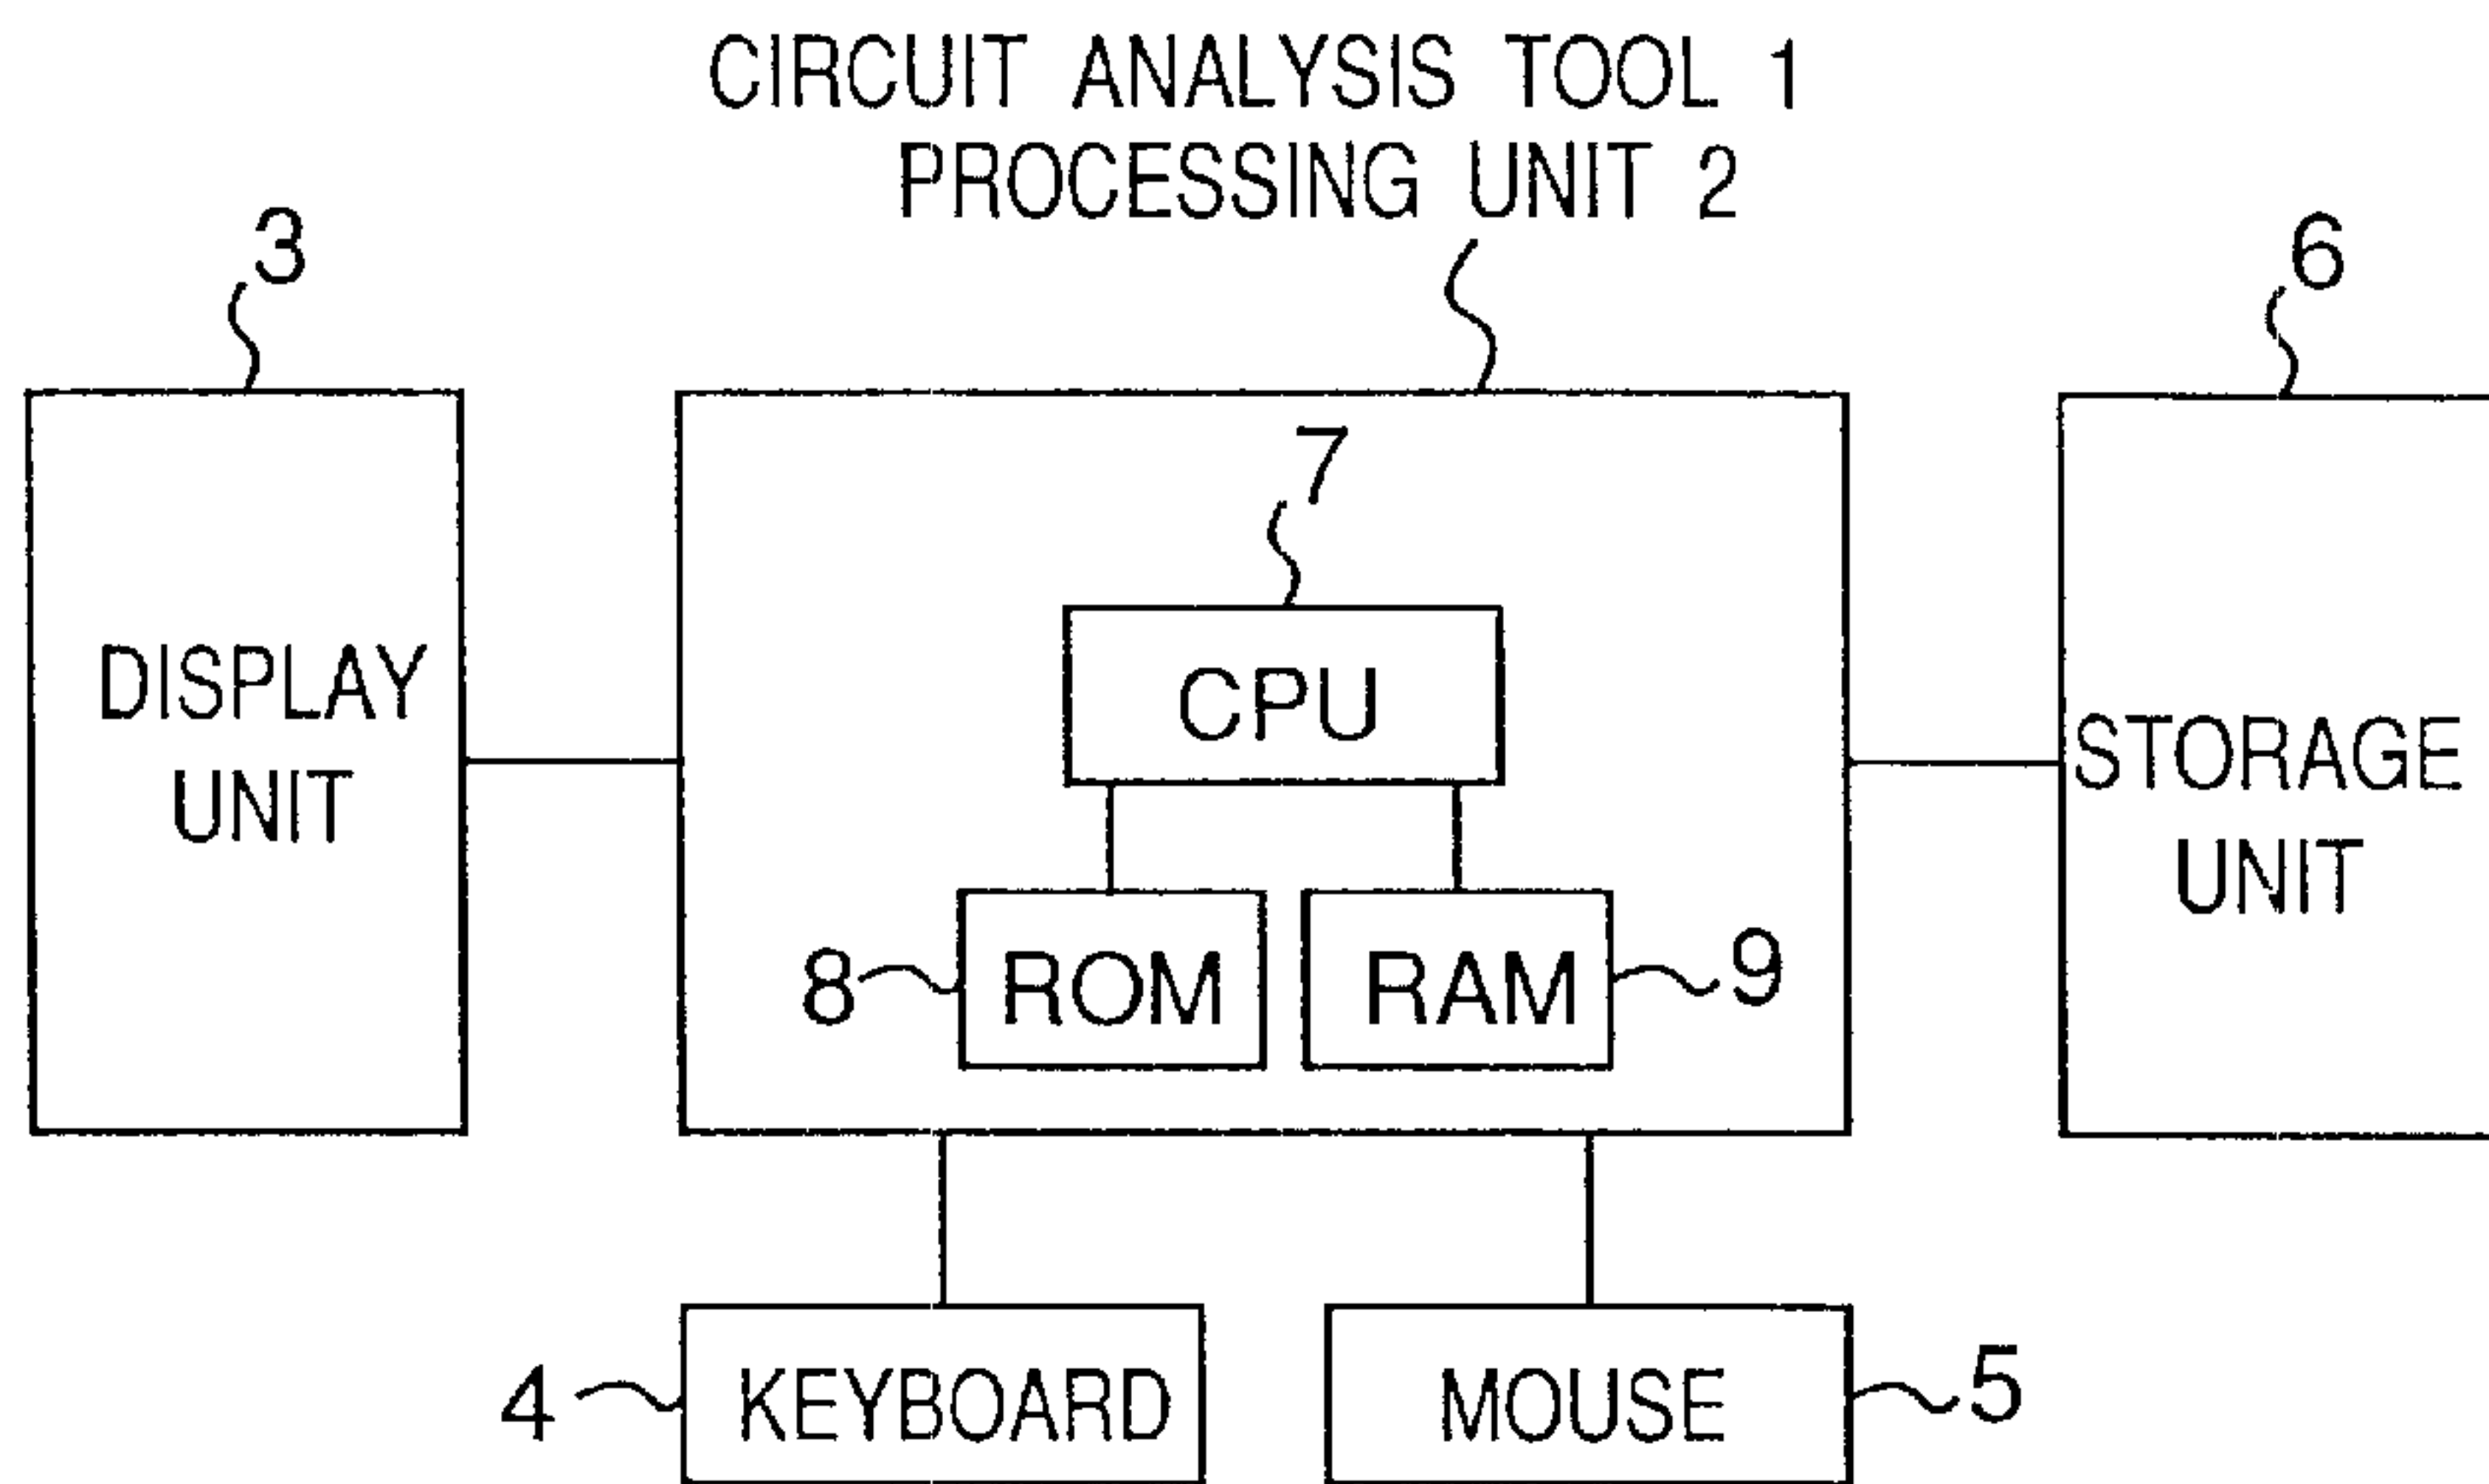 CIRCUIT ANALYSIS TOOL 1
PROCESSING UNIT 2
3
6
7
DISPLAY
UNIT
CPU
STORAGE
UNIT
8
ROM
RAM
9
4
KEYBOARD
MOUSE
5